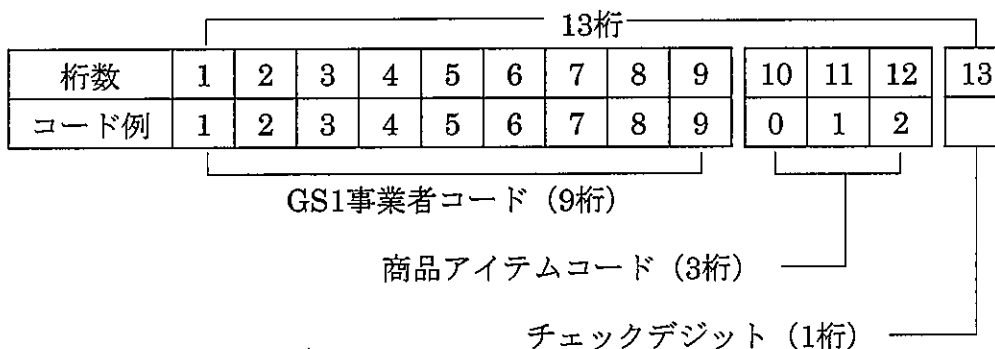 13桁
桁数 1 2 3 4 5 6 7 8 9 10 11 12 13
コード例 1 2 3 4 5 6 7 8 9 0 1 2
GS1事業者コード（9桁）
商品アイテムコード（3桁）
チェックデジット（1桁）